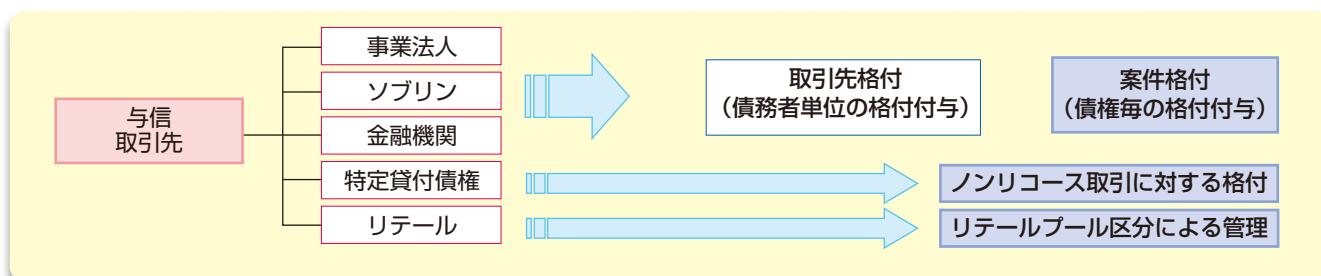 与信
取引先
事業法人
ソブリン
金融機関
特定貸付債権
リテール
取引先格付
（債務者単位の格付付与）
案件格付
（債権毎の格付付与）
ノンリコース取引に対する格付
リテールプール区分による管理